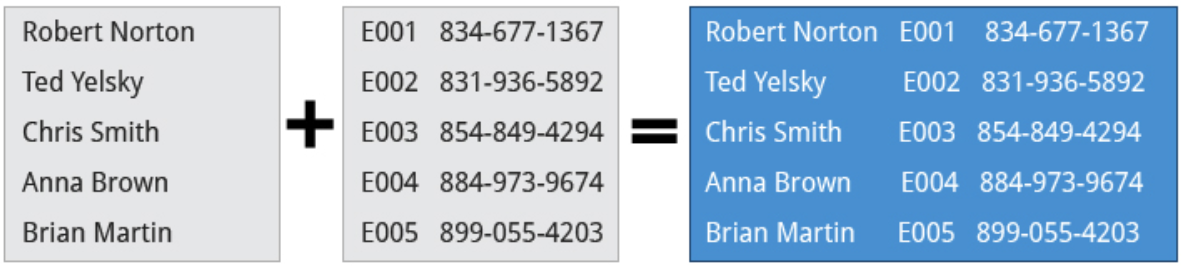 Robert Norton
Ted Yelsky
Chris Smith
Anna Brown
Brian Martin
+
E001 834-677-1367
E002 831-936-5892
E003 854-849-4294
E004 884-973-9674
E005 899-055-4203
=
Robert Norton E001 834-677-1367
Ted Yelsky E002 831-936-5892
Chris Smith E003 854-849-4294
Anna Brown E004 884-973-9674
Brian Martin E005 899-055-4203